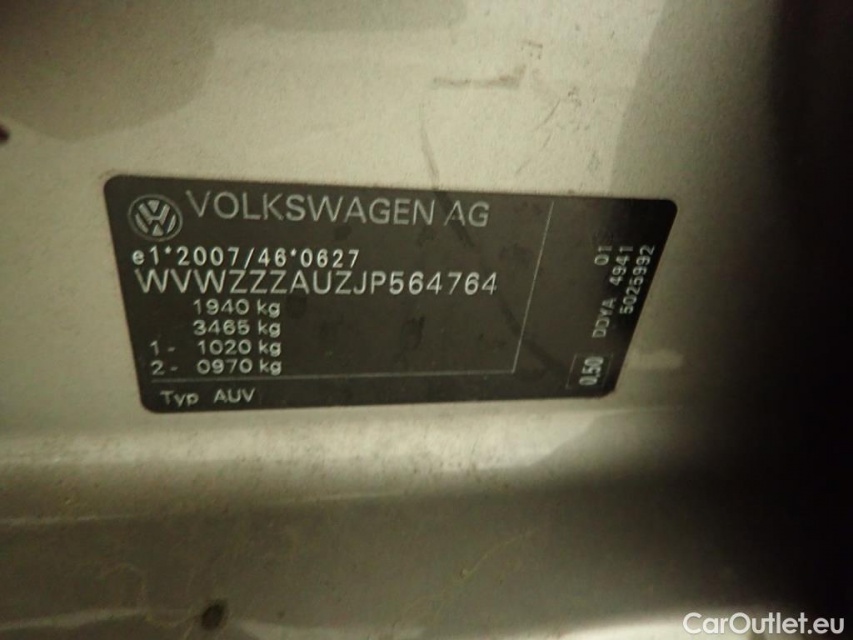 VOLKSWAGEN AG
e1*2007/46*0627
WVWZZZAUZJP564764
1940 kg
3465 kg
1- 1020 kg
2- 0970 kg
Typ AUV
01
DDYA 4941
5025992
0.50
CarOutlet.eu